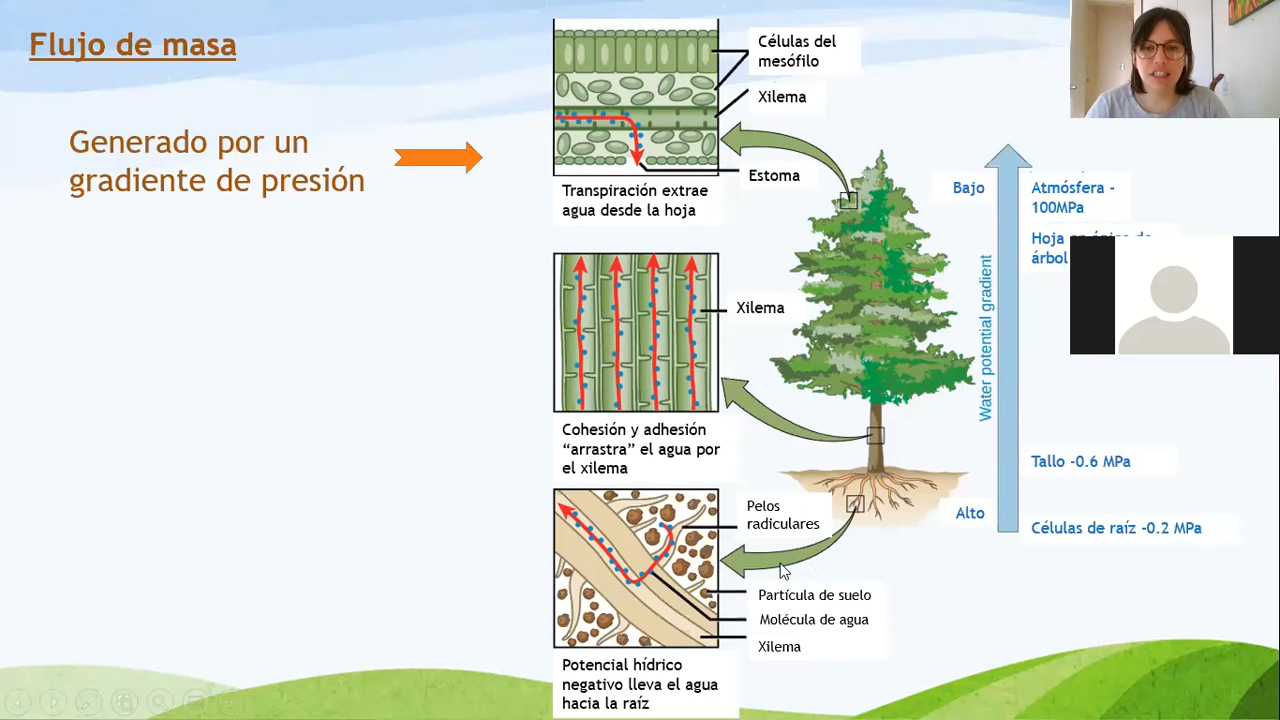 Flujo de masa
Generado por un
gradiente de presión
Células del
mesófilo
Xilema
Estoma
Transpiración extrae
agua desde la hoja
Xilema
Cohesión y adhesión
“arrastra” el agua por
el xilema
Pelos
radiculares
Partícula de suelo
Molécula de agua
Xilema
Potencial hídrico
negativo lleva el agua
hacia la raíz
Bajo
Alto
Water potential gradient
Atmósfera -
100MPa
Hoja
árbol
Tallo -0.6 MPa
Células de raíz -0.2 MPa